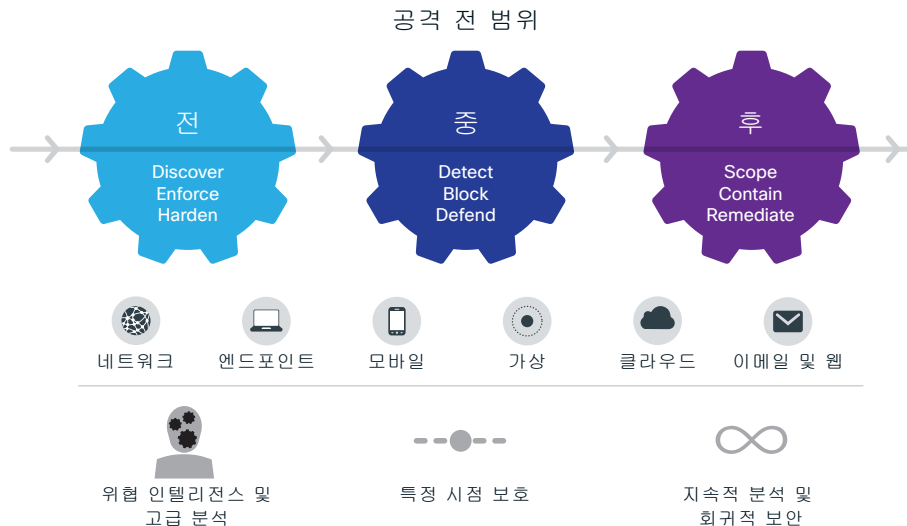 공격 전 범위
전
Discover
Enforce
Harden
중
Detect
Block
Defend
후
Scope
Contain
Remediate
네트워크
엔드포인트
모바일
가상
클라우드
이메일 및 웹
위협 인텔리전스 및
고급 분석
특정 시점 보호
지속적 분석 및
회귀적 보안